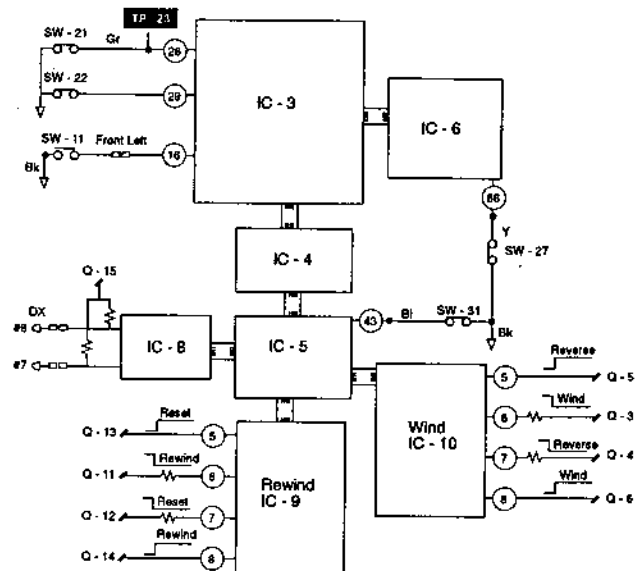 TP - 23
SW - 21
Gr
26
SW - 22
28
IC - 3
IC - 6
SW - 11
Front Left
16
Bk
66
Y
SW - 27
IC - 4
Q - 15
DX
#6
#7
IC - 8
IC - 5
43
Bl
SW - 31
Bk
Reverse
5
Q - 5
Wind
6
Q - 3
Wind
IC - 10
Reverse
7
Q - 4
Wind
8
Q - 6
Reset
Q - 13
5
Rewind
Q - 11
6
Rewind
IC - 9
Reset
Q - 12
7
Rewind
Q - 14
8